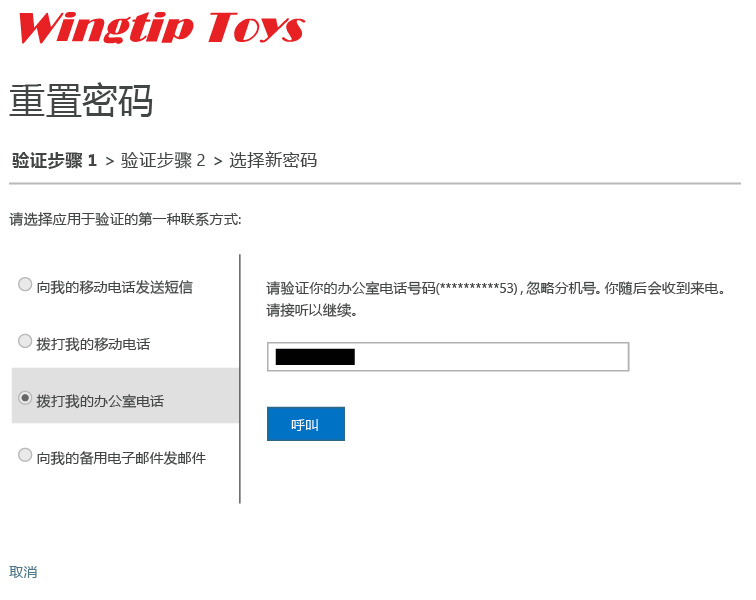 Wingtip Toys
重置密码
验证步骤 1 > 验证步骤 2 > 选择新密码
请选择应用于验证的第一种联系方式:
向我的移动电话发送短信
拨打我的移动电话
拨打我的办公室电话
向我的备用电子邮件发邮件
请验证你的办公室电话号码(**********53)，忽略分机号。你随后会收到来电。
请接听以继续。
呼叫
取消